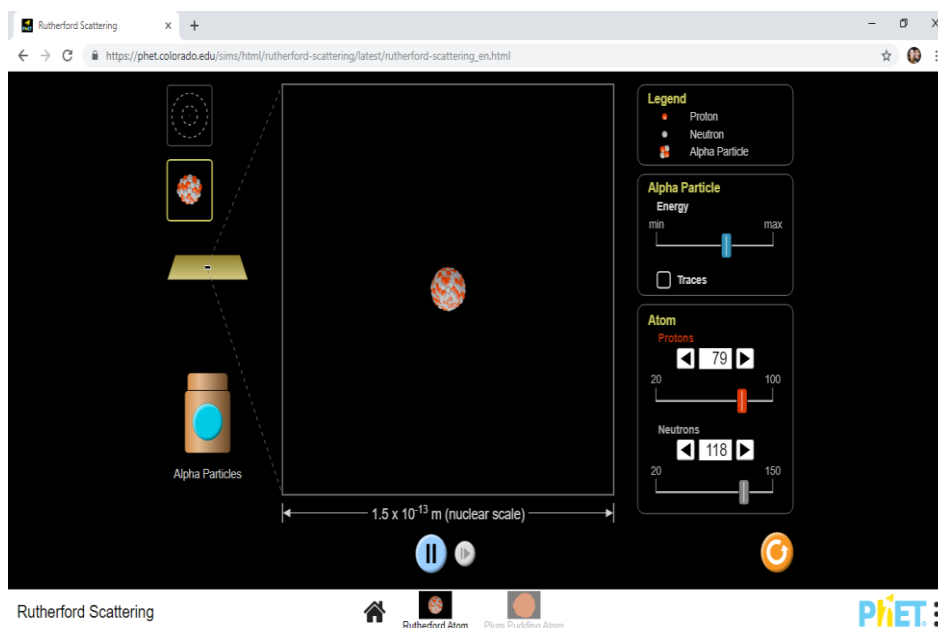 Rutherford Scattering
https://phet.colorado.edu/sims/html/rutherford-scattering/latest/rutherford-scattering_en.html
Legend
Proton
Neutron
Alpha Particle
Alpha Particle
Energy
min max
Traces
Atom
Protons
79
20 100
Neutrons
118
20 150
Alpha Particles
1.5 x 10⁻¹³ m (nuclear scale)
Rutherford Scattering
Rutherford Atom
Plum Pudding Atom
PhET